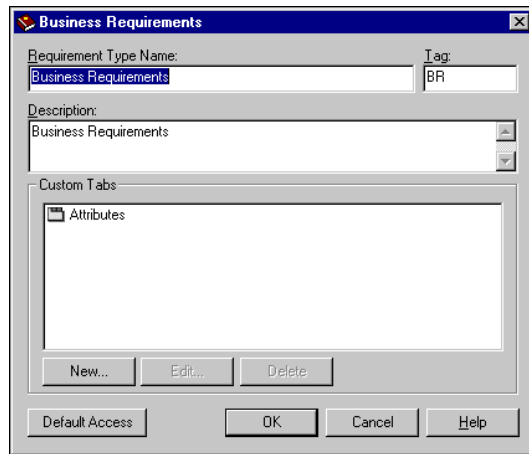 Business Requirements
Requirement Type Name: Tag:
Business Requirements BR
Description:
Business Requirements
Custom Tabs
Attributes
New... Edit... Delete
Default Access OK Cancel Help